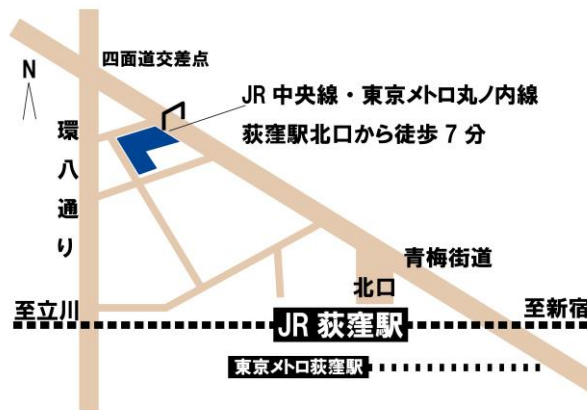 四面道交差点
N
JR 中央線・東京メトロ丸ノ内線
荻窪駅北口から徒歩 7 分
環八通り
青梅街道
北口
至立川
至新宿
JR 荻窪駅
東京メトロ荻窪駅